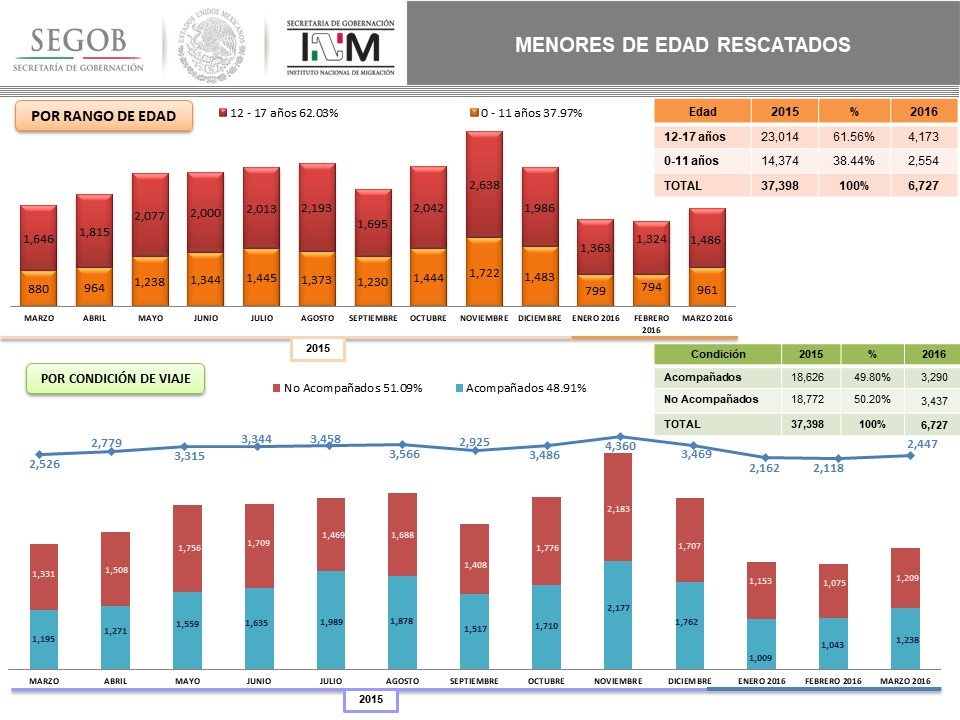 SEGOB
SECRETARÍA DE GOBERNACIÓN
ESTADOS UNIDOS MEXICANOS
SECRETARÍA DE GOBERNACIÓN
INM
INSTITUTO NACIONAL DE MIGRACIÓN
MENORES DE EDAD RESCATADOS
POR RANGO DE EDAD
12 - 17 años 62.03%
0 - 11 años 37.97%
Edad 2015 % 2016
12-17 años 23,014 61.56% 4,173
0-11 años 14,374 38.44% 2,554
TOTAL 37,398 100% 6,727
1,646 1,815 2,077 2,000 2,013 2,193 1,695 2,042 2,638 1,986 1,363 1,324 1,486
880 964 1,238 1,344 1,445 1,373 1,230 1,444 1,722 1,483 799 794 961
MARZO ABRIL MAYO JUNIO JULIO AGOSTO SEPTIEMBRE OCTUBRE NOVIEMBRE DICIEMBRE ENERO 2016 FEBRERO 2016 MARZO 2016
2015
POR CONDICIÓN DE VIAJE
No Acompañados 51.09%
Acompañados 48.91%
Condición 2015 % 2016
Acompañados 18,626 49.80% 3,290
No Acompañados 18,772 50.20% 3,437
TOTAL 37,398 100% 6,727
2,526 2,779 3,315 3,344 3,458 3,566 2,925 3,486 4,360 3,469 2,162 2,118 2,447
1,331 1,508 1,756 1,709 1,469 1,688 1,408 1,776 2,183 1,707 1,153 1,075 1,209
1,195 1,271 1,559 1,635 1,989 1,878 1,517 1,710 2,177 1,762 1,009 1,043 1,238
MARZO ABRIL MAYO JUNIO JULIO AGOSTO SEPTIEMBRE OCTUBRE NOVIEMBRE DICIEMBRE ENERO 2016 FEBRERO 2016 MARZO 2016
2015